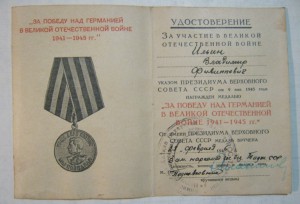 „ЗА ПОБЕДУ НАД ГЕРМАНИЕЙ
В ВЕЛИКОЙ ОТЕЧЕСТВЕННОЙ ВОЙНЕ
1941–1945 гг."
УДОСТОВЕРЕНИЕ
ЗА УЧАСТИЕ В ВЕЛИКОЙ
ОТЕЧЕСТВЕННОЙ ВОЙНЕ
Ильин
Владимир
Филиппович
УКАЗОМ ПРЕЗИДИУМА ВЕРХОВНОГО
СОВЕТА СССР от 9 мая 1945 года
НАГРАЖДЕН МЕДАЛЬЮ
„ЗА ПОБЕДУ НАД ГЕРМАНИЕЙ
В ВЕЛИКОЙ ОТЕЧЕСТВЕННОЙ
ВОЙНЕ 1941–1945 гг."
ОТ ИМЕНИ ПРЕЗИДИУМА ВЕРХОВНОГО
СОВЕТА СССР МЕДАЛЬ ВРУЧЕНА
февраля